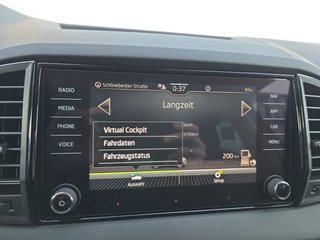 RADIO
MEDIA
PHONE
VOICE
Schönebecker Straße
0:37
Langzeit
Virtual Cockpit
Fahrdaten
Fahrzeugstatus
200
Auswahl
Setup
NAV
APP
CAR
MENU